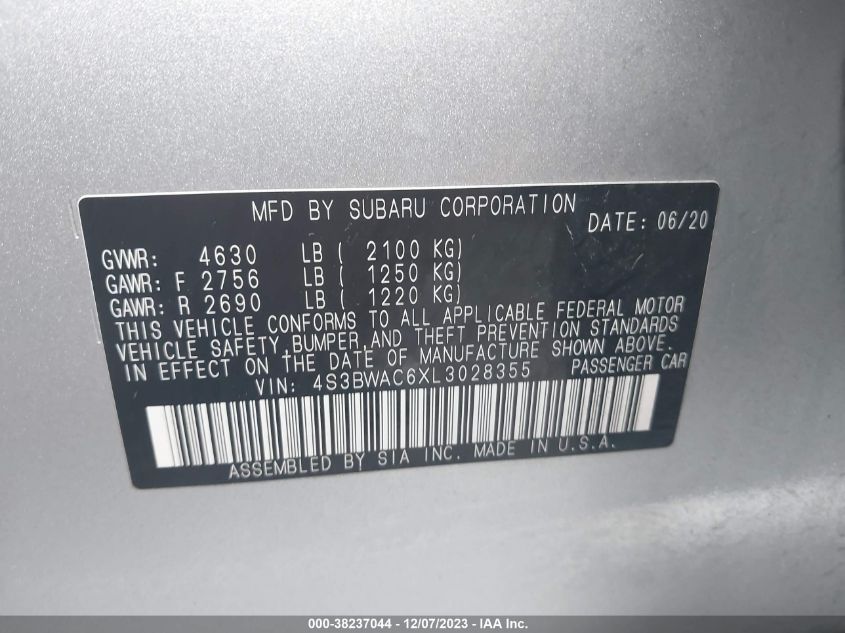 MFD BY SUBARU CORPORATION DATE: 06/20
GVWR: 4630 LB ( 2100 KG)
GAWR: F 2756 LB ( 1250 KG)
GAWR: R 2690 LB ( 1220 KG)
THIS VEHICLE CONFORMS TO ALL APPLICABLE FEDERAL MOTOR
VEHICLE SAFETY,BUMPER,AND THEFT PREVENTION STANDARDS
IN EFFECT ON THE DATE OF MANUFACTURE SHOWN ABOVE.
VIN: 4S3BWAC6XL3028355 PASSENGER CAR
ASSEMBLED BY SIA INC. MADE IN U.S.A.
000-38237044 - 12/07/2023 - IAA Inc.